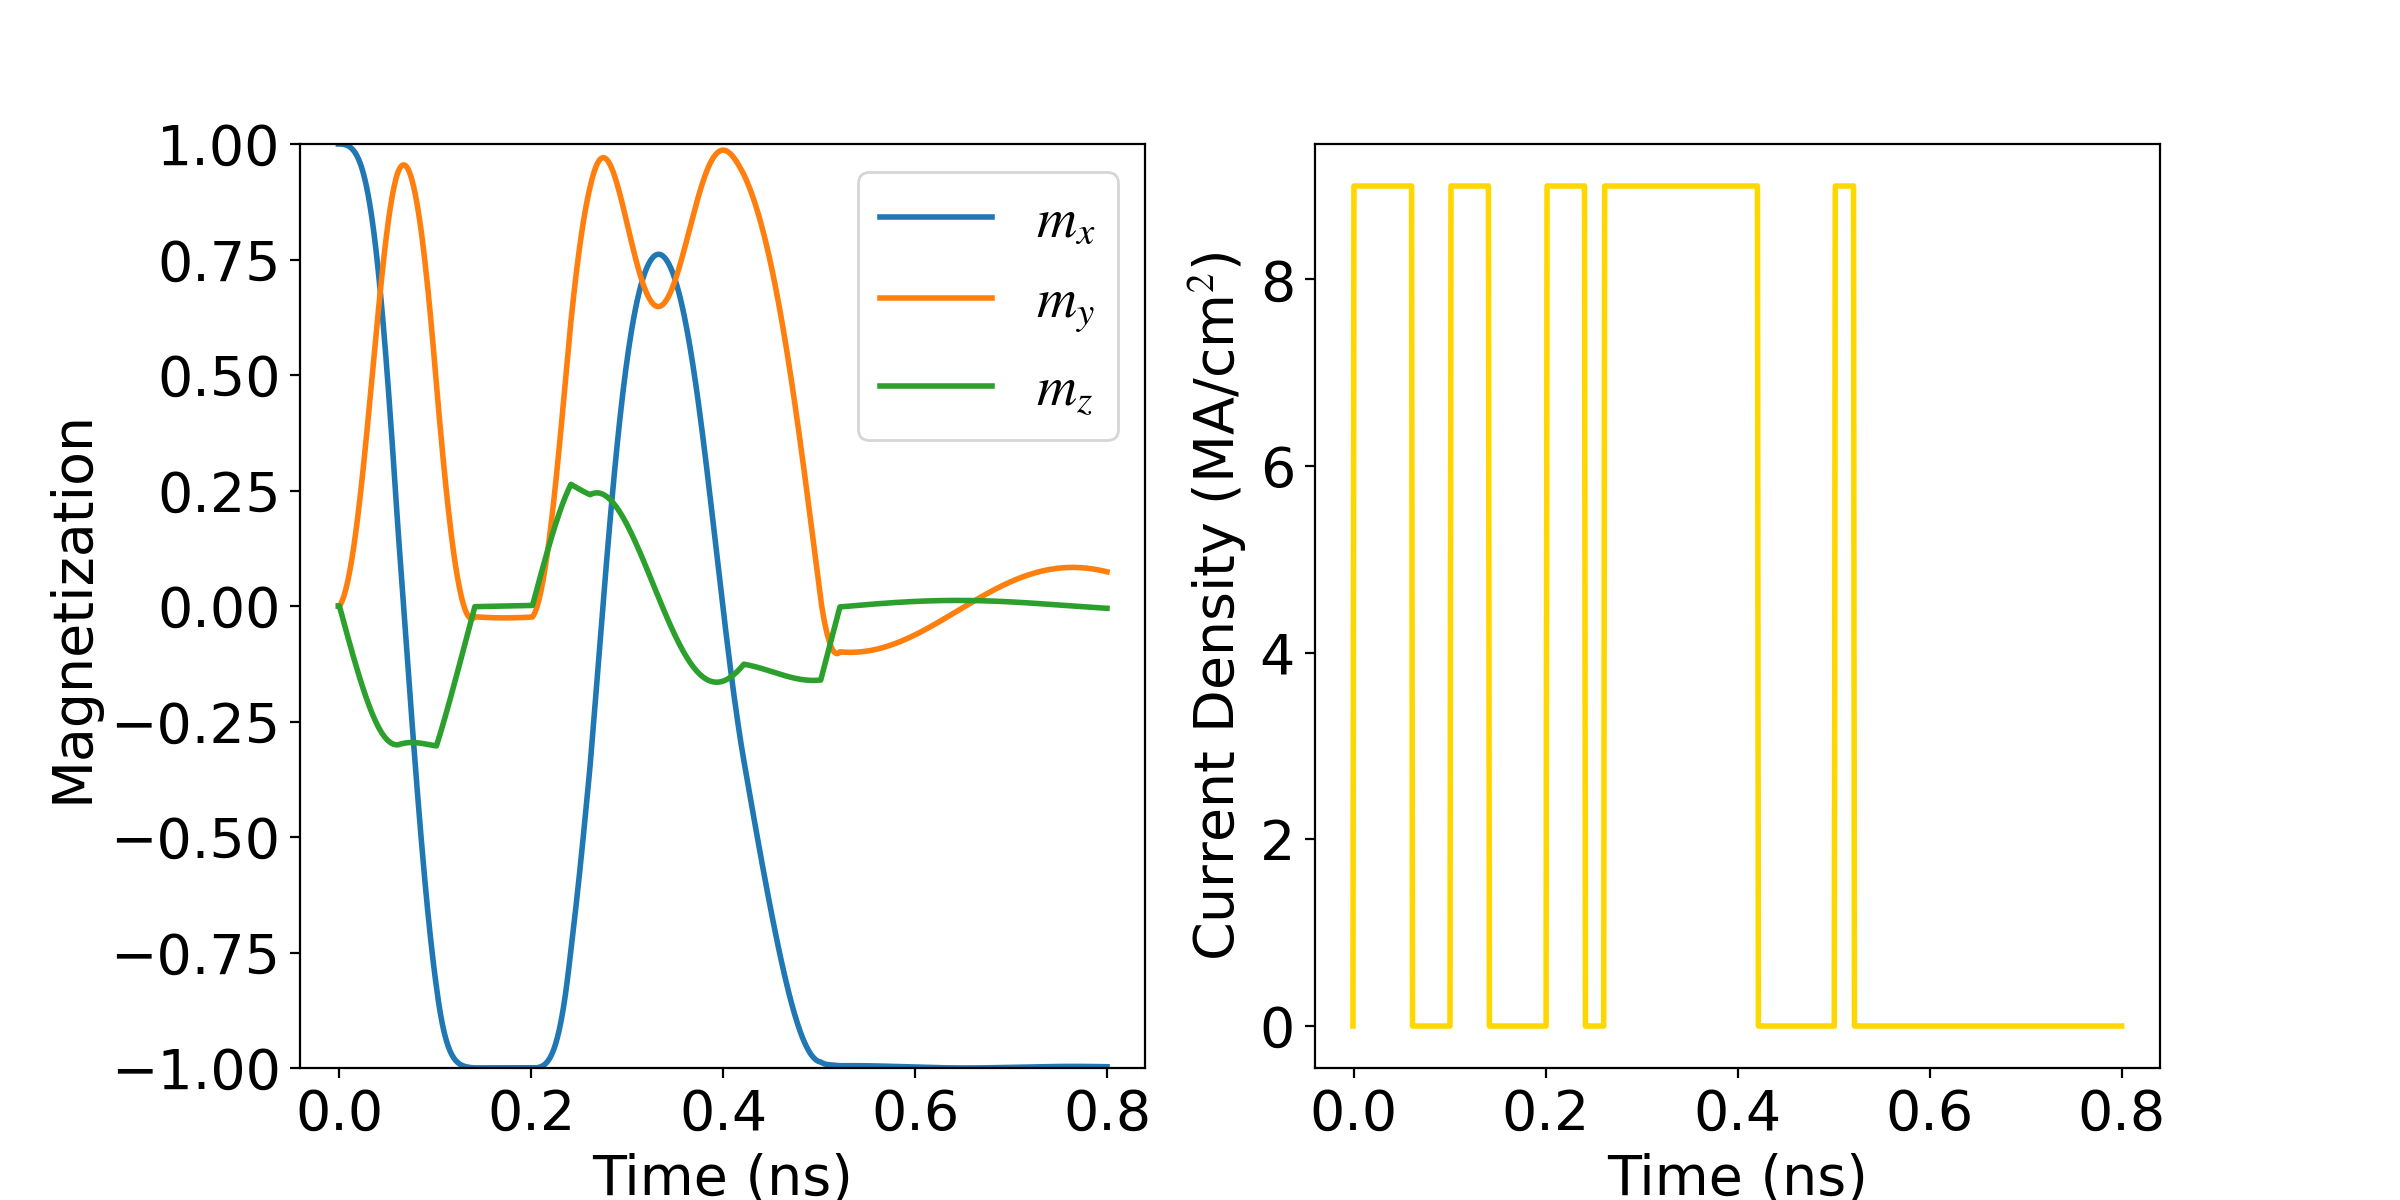 1.00
0.75
0.50
0.25
0.00
−0.25
−0.50
−0.75
−1.00
Magnetization
0.0 0.2 0.4 0.6 0.8
Time (ns)
mₓ
m_y
m_z
8
6
4
2
0
Current Density (MA/cm²)
0.0 0.2 0.4 0.6 0.8
Time (ns)